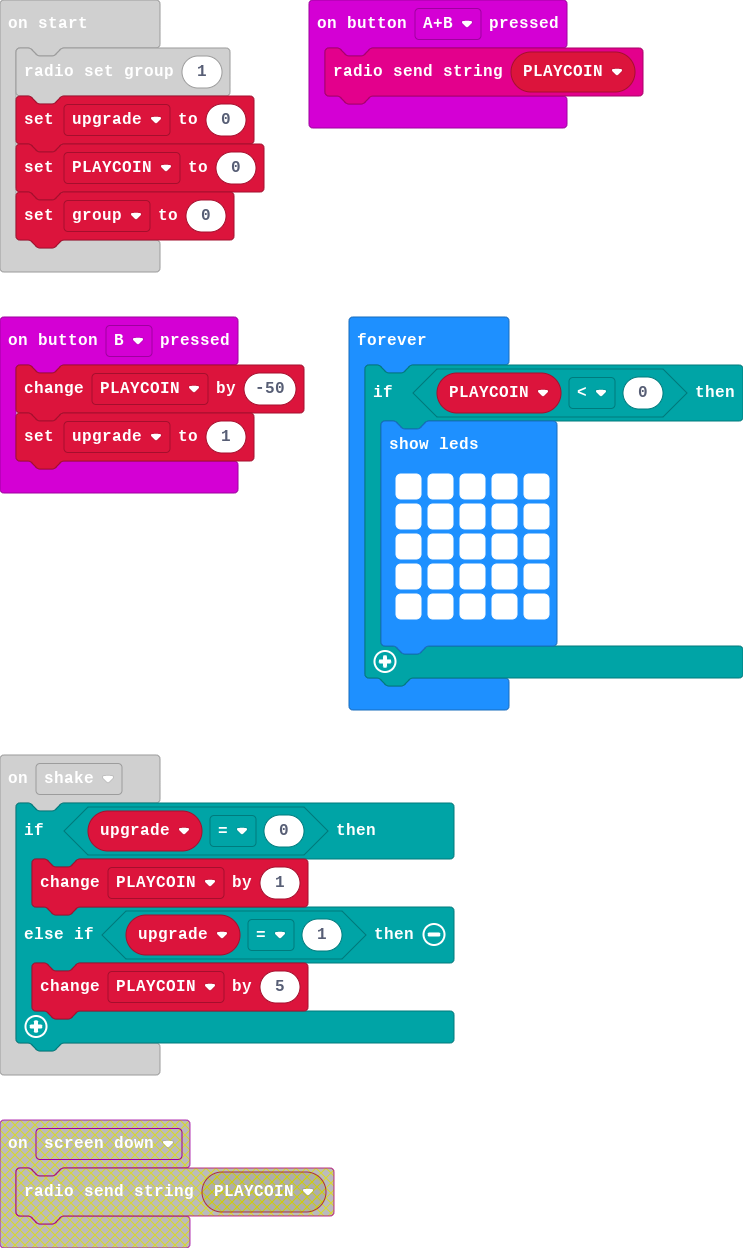 on start
radio set group 1
set upgrade to 0
set PLAYCOIN to 0
set group to 0
on button A+B pressed
radio send string PLAYCOIN
on button B pressed
change PLAYCOIN by -50
set upgrade to 1
forever
if PLAYCOIN < 0 then
show leds
on shake
if upgrade = 0 then
change PLAYCOIN by 1
else if upgrade = 1 then
change PLAYCOIN by 5
on screen down
radio send string PLAYCOIN